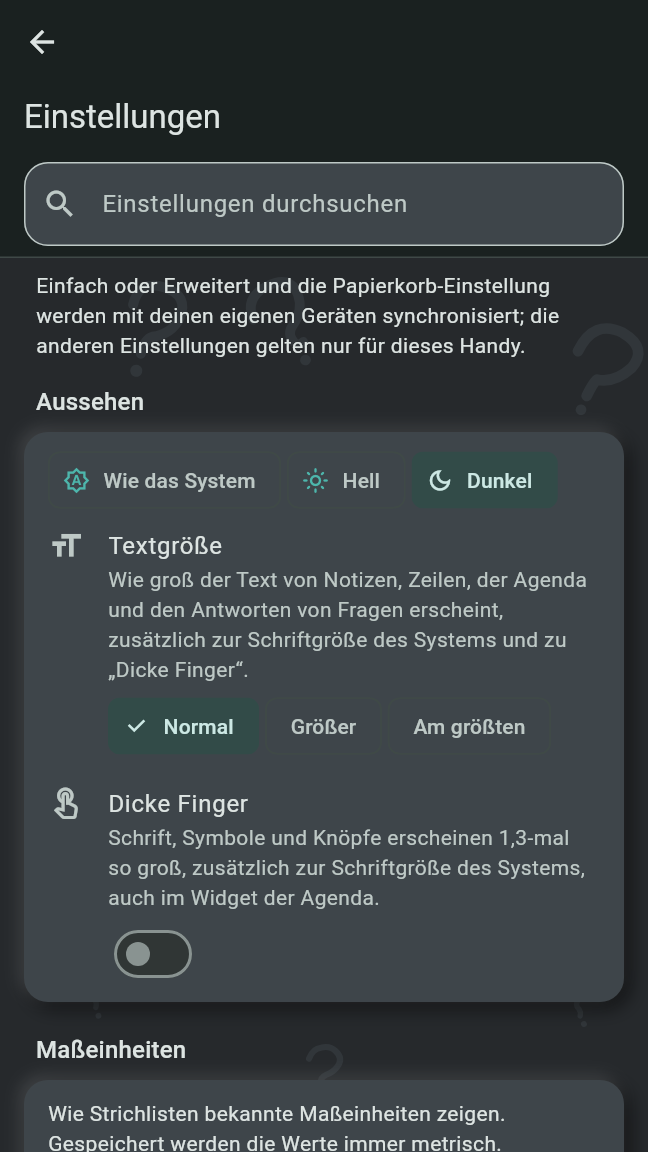 Einstellungen
Einstellungen durchsuchen
Einfach oder Erweitert und die Papierkorb-Einstellung
werden mit deinen eigenen Geräten synchronisiert; die
anderen Einstellungen gelten nur für dieses Handy.
Aussehen
Wie das System
Hell
Dunkel
Textgröße
Wie groß der Text von Notizen, Zeilen, der Agenda
und den Antworten von Fragen erscheint,
zusätzlich zur Schriftgröße des Systems und zu
„Dicke Finger“.
Normal
Größer
Am größten
Dicke Finger
Schrift, Symbole und Knöpfe erscheinen 1,3-mal
so groß, zusätzlich zur Schriftgröße des Systems,
auch im Widget der Agenda.
Maßeinheiten
Wie Strichlisten bekannte Maßeinheiten zeigen.
Gespeichert werden die Werte immer metrisch.